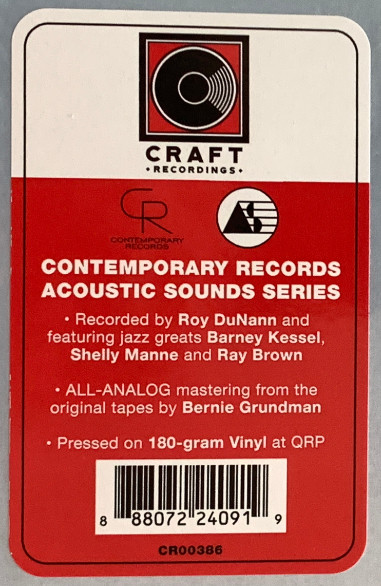 CRAFT
• RECORDINGS •
CR
CONTEMPORARY
RECORDS
AS
CONTEMPORARY RECORDS
ACOUSTIC SOUNDS SERIES
• Recorded by Roy DuNann and
featuring jazz greats Barney Kessel,
Shelly Manne and Ray Brown
• ALL-ANALOG mastering from the
original tapes by Bernie Grundman
• Pressed on 180-gram Vinyl at QRP
8 88072 24091 9
CR00386